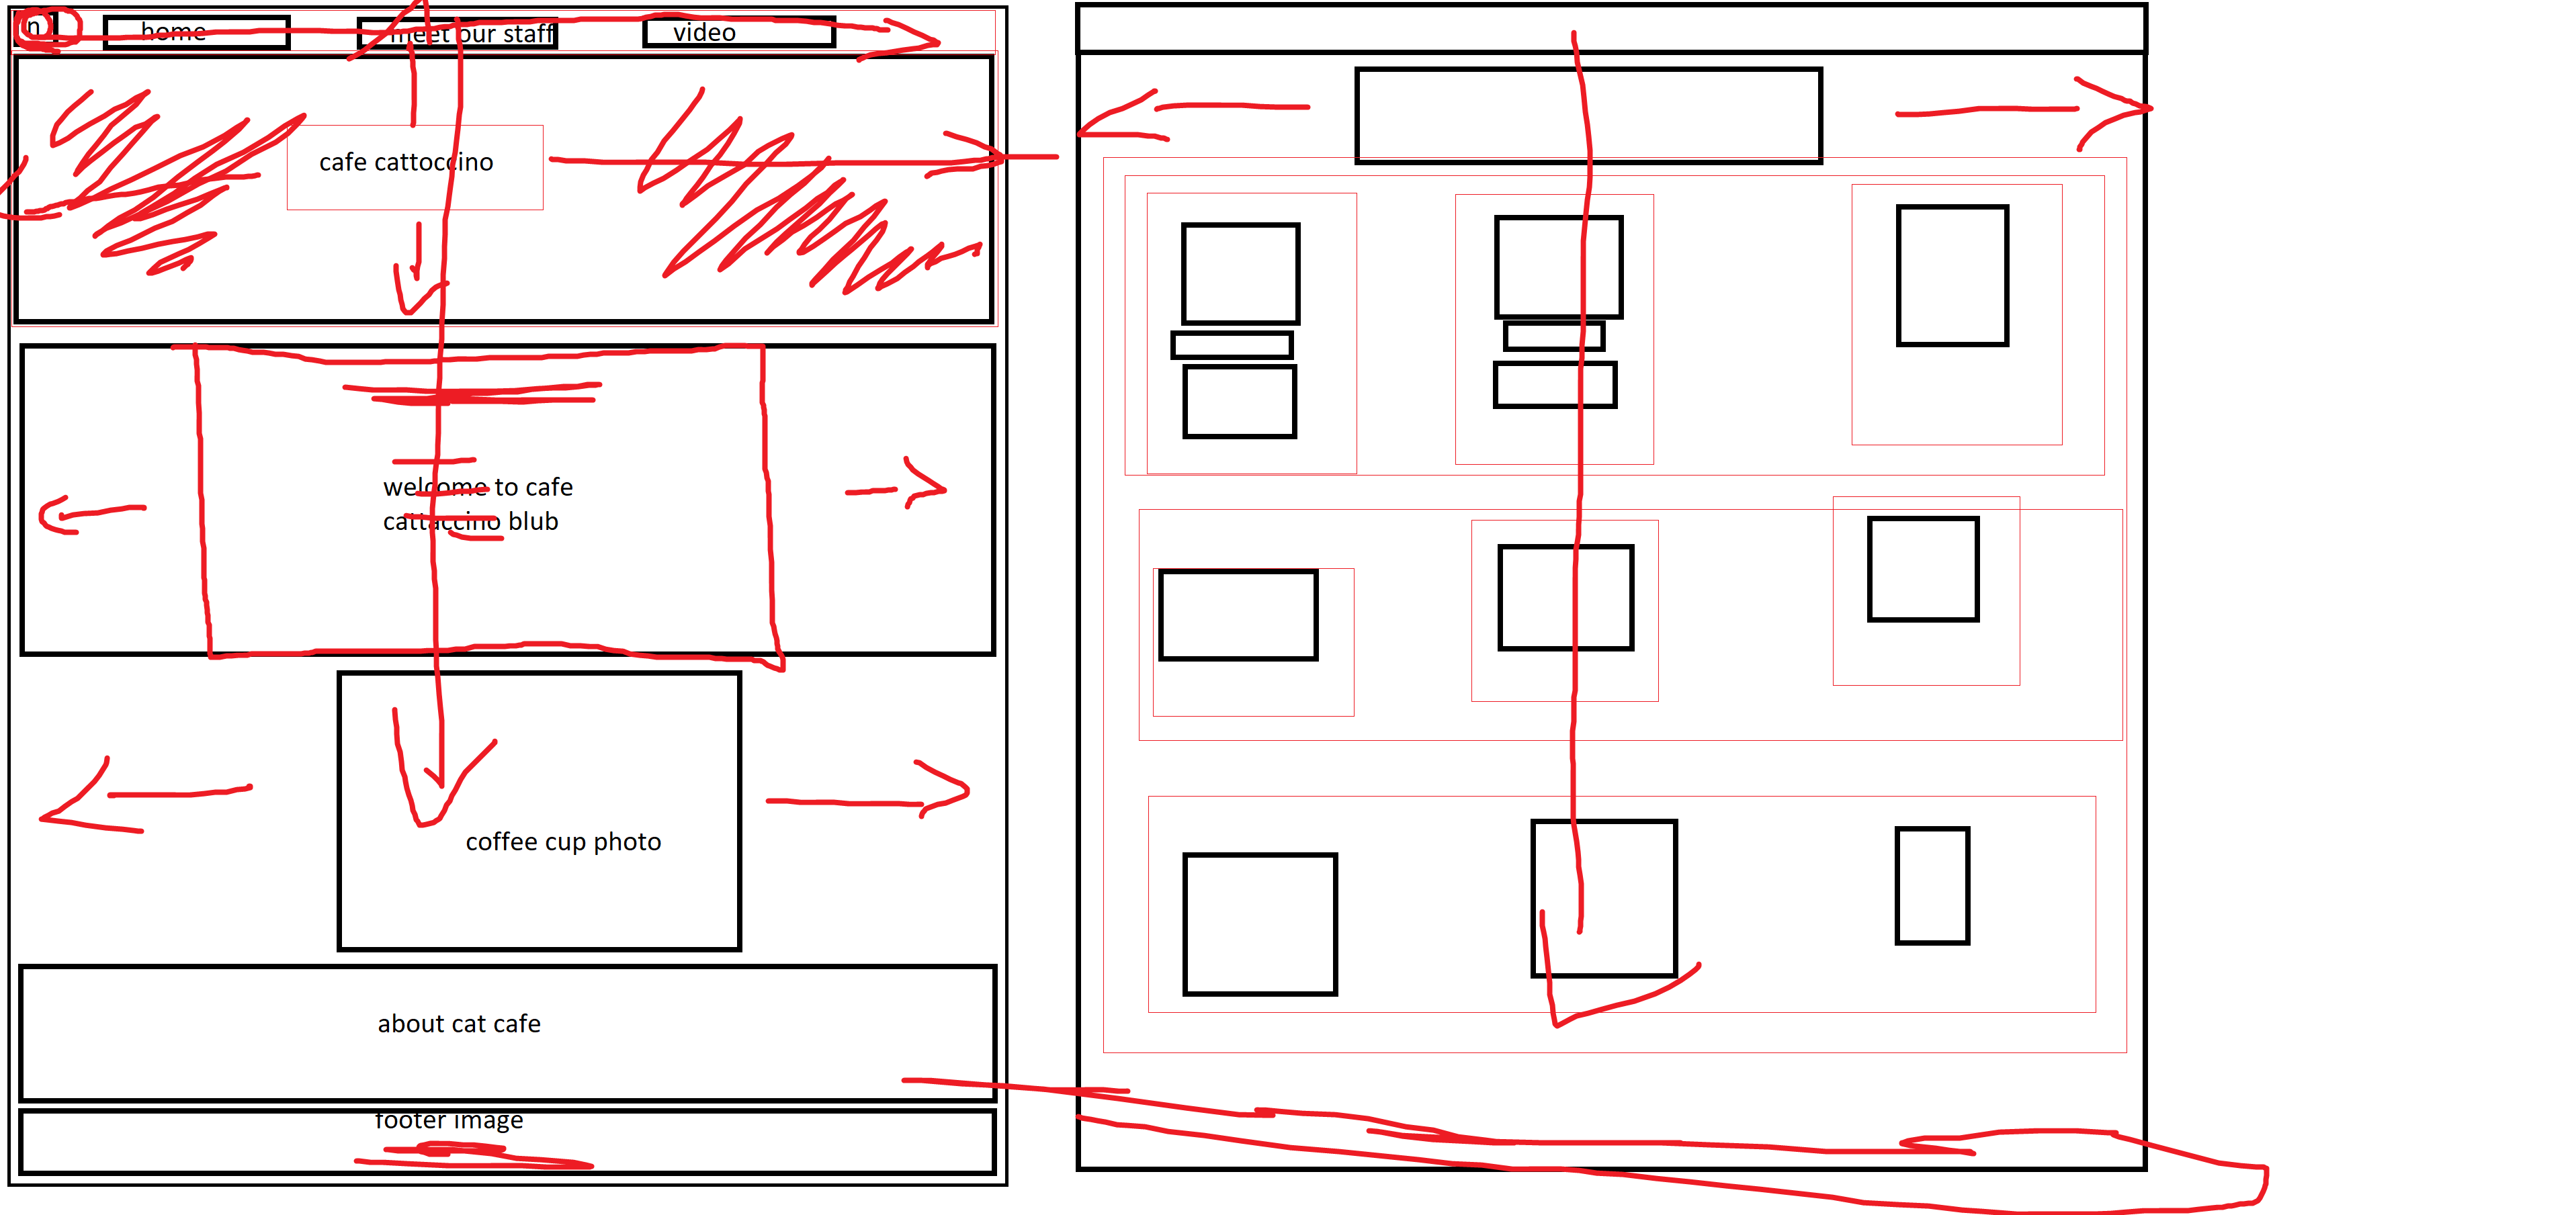 n
home
meet our staff
video
cafe cattoccino
welcome to cafe
cattaccino blub
coffee cup photo
about cat cafe
footer image